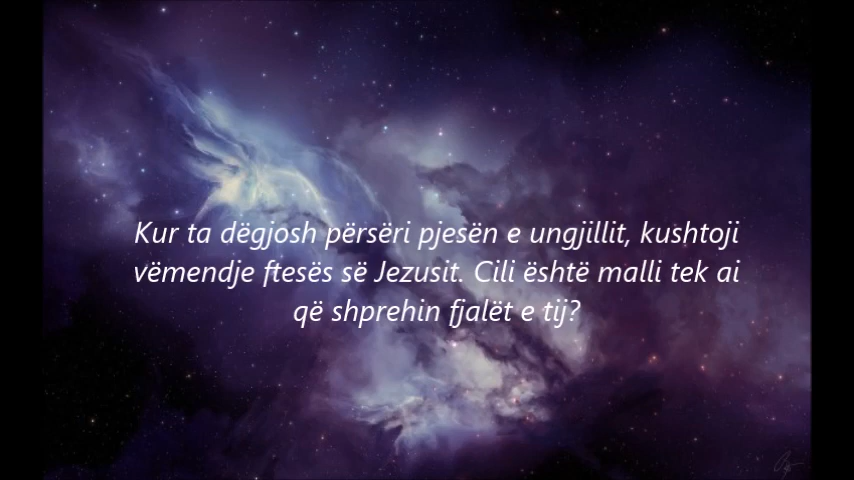 Kur ta dëgjosh përsëri pjesën e ungjillit, kushtoji
vëmendje ftesës së Jezusit. Cili është malli tek ai
që shprehin fjalët e tij?